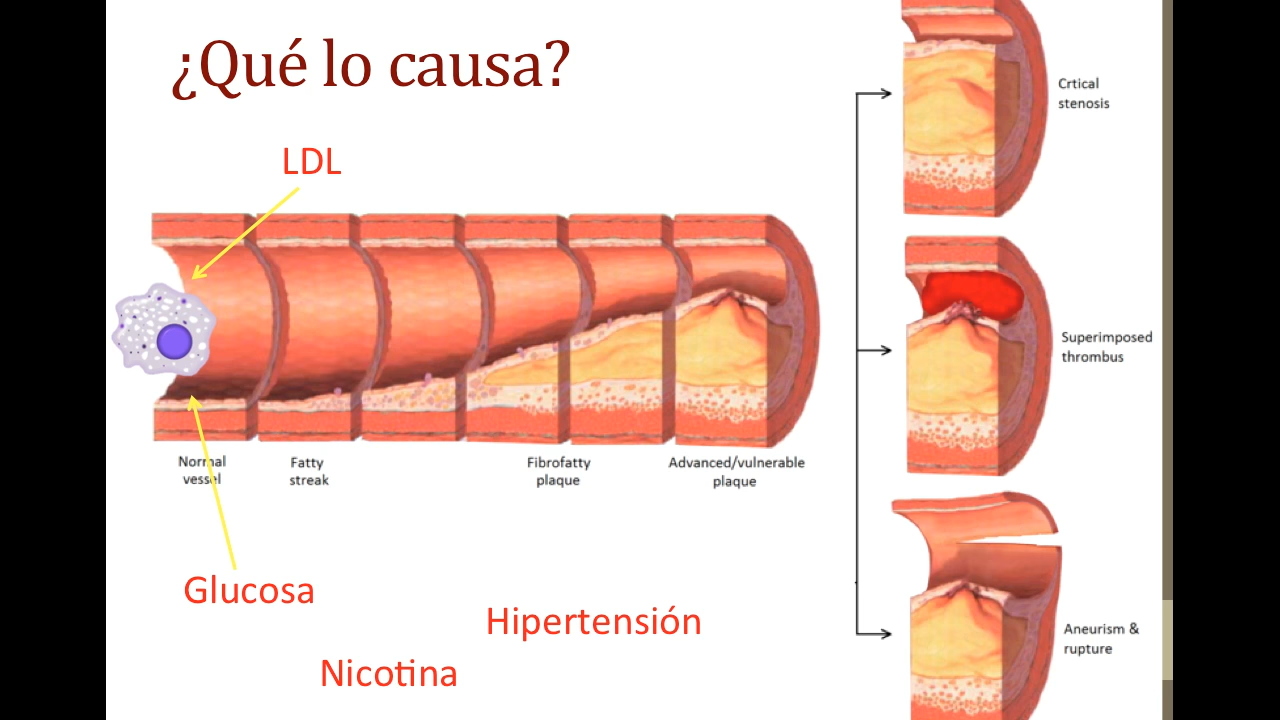 ¿Qué lo causa?
LDL
Normal
vessel
Fatty
streak
Fibrofatty
plaque
Advanced/vulnerable
plaque
Crtical
stenosis
Superimposed
thrombus
Aneurism &
rupture
Glucosa
Hipertensión
Nicotina